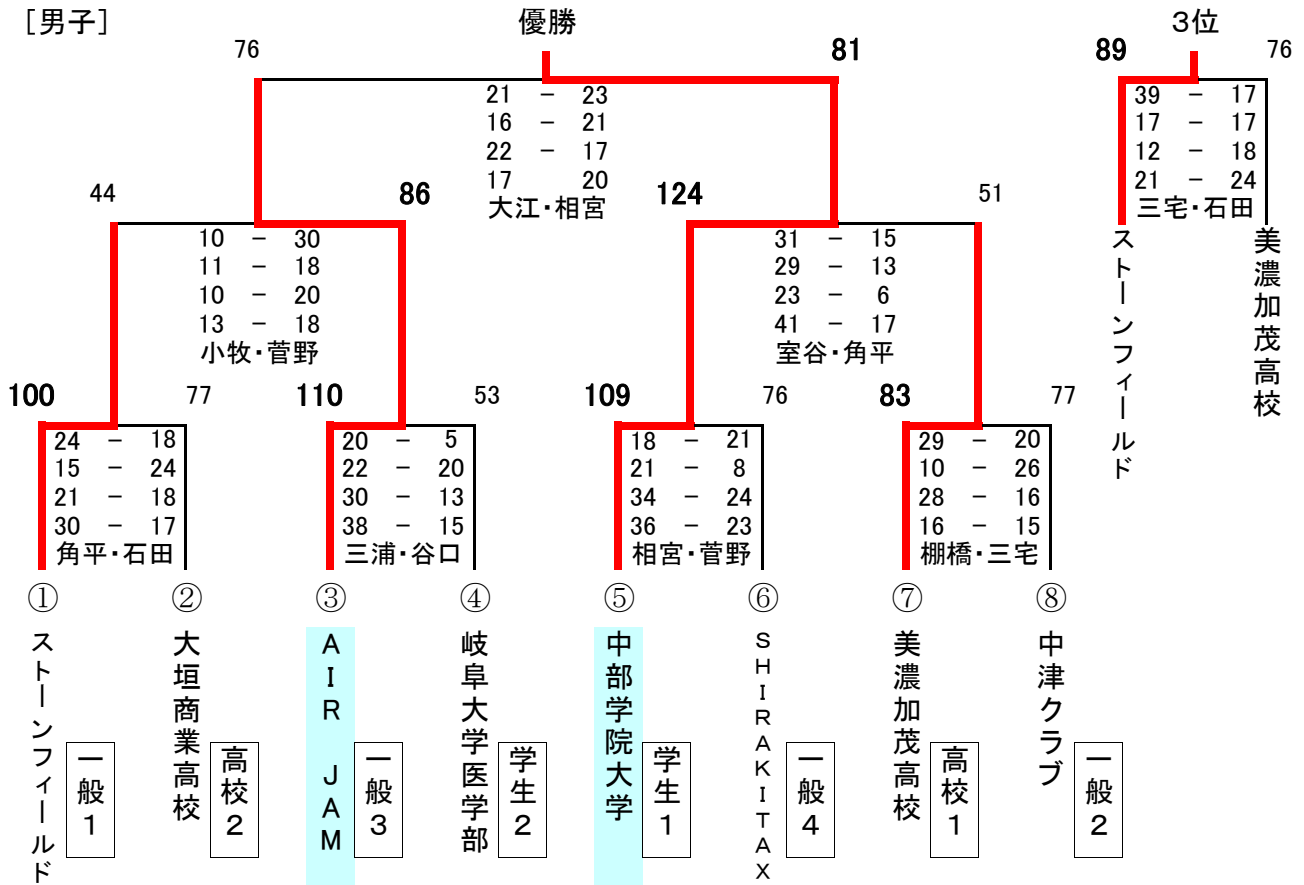 ［男子］
優勝
３位
76
81
89
76
21 － 23
16 － 21
22 － 17
17 20
大江・相宮
39 － 17
17 － 17
12 － 18
21 － 24
三宅・石田
ストーンフィールド
美濃加茂高校
44
86
124
51
10 － 30
11 － 18
10 － 20
13 － 18
小牧・菅野
31 － 15
29 － 13
23 － 6
41 － 17
室谷・角平
100
77
110
53
109
76
83
77
24 － 18
15 － 24
21 － 18
30 － 17
角平・石田
20 － 5
22 － 20
30 － 13
38 － 15
三浦・谷口
18 － 21
21 － 8
34 － 24
36 － 23
相宮・菅野
29 － 20
10 － 26
28 － 16
16 － 15
棚橋・三宅
①
②
③
④
⑤
⑥
⑦
⑧
ストーンフィールド
一般１
大垣商業高校
高校２
ＡＩＲ　ＪＡＭ
一般３
岐阜大学医学部
学生２
中部学院大学
学生１
ＳＨＩＲＡＫＩＴＡＸ
一般４
美濃加茂高校
高校１
中津クラブ
一般２